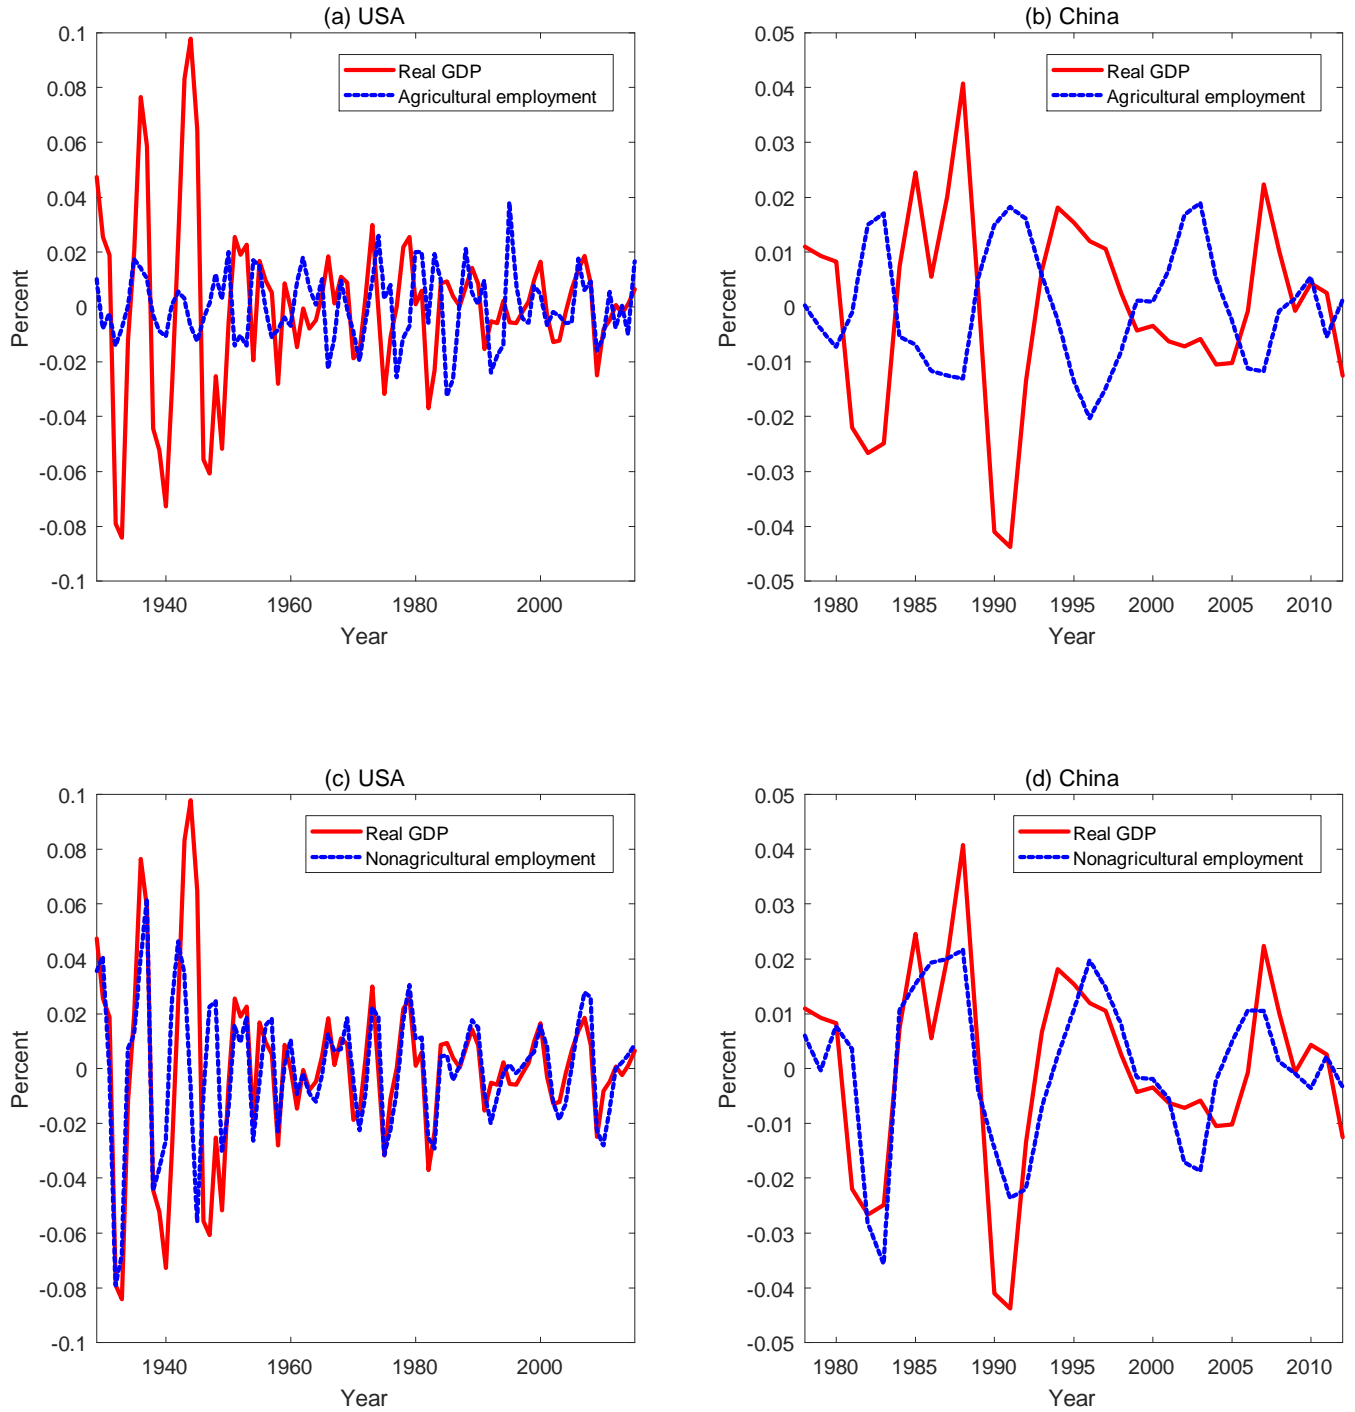 (a) USA
0.1
0.08
0.06
0.04
0.02
0
-0.02
-0.04
-0.06
-0.08
-0.1
Percent
Real GDP
Agricultural employment
1940 1960 1980 2000
Year
(b) China
0.05
0.04
0.03
0.02
0.01
0
-0.01
-0.02
-0.03
-0.04
-0.05
Percent
Real GDP
Agricultural employment
1980 1985 1990 1995 2000 2005 2010
Year
(c) USA
0.1
0.08
0.06
0.04
0.02
0
-0.02
-0.04
-0.06
-0.08
-0.1
Percent
Real GDP
Nonagricultural employment
1940 1960 1980 2000
Year
(d) China
0.05
0.04
0.03
0.02
0.01
0
-0.01
-0.02
-0.03
-0.04
-0.05
Percent
Real GDP
Nonagricultural employment
1980 1985 1990 1995 2000 2005 2010
Year